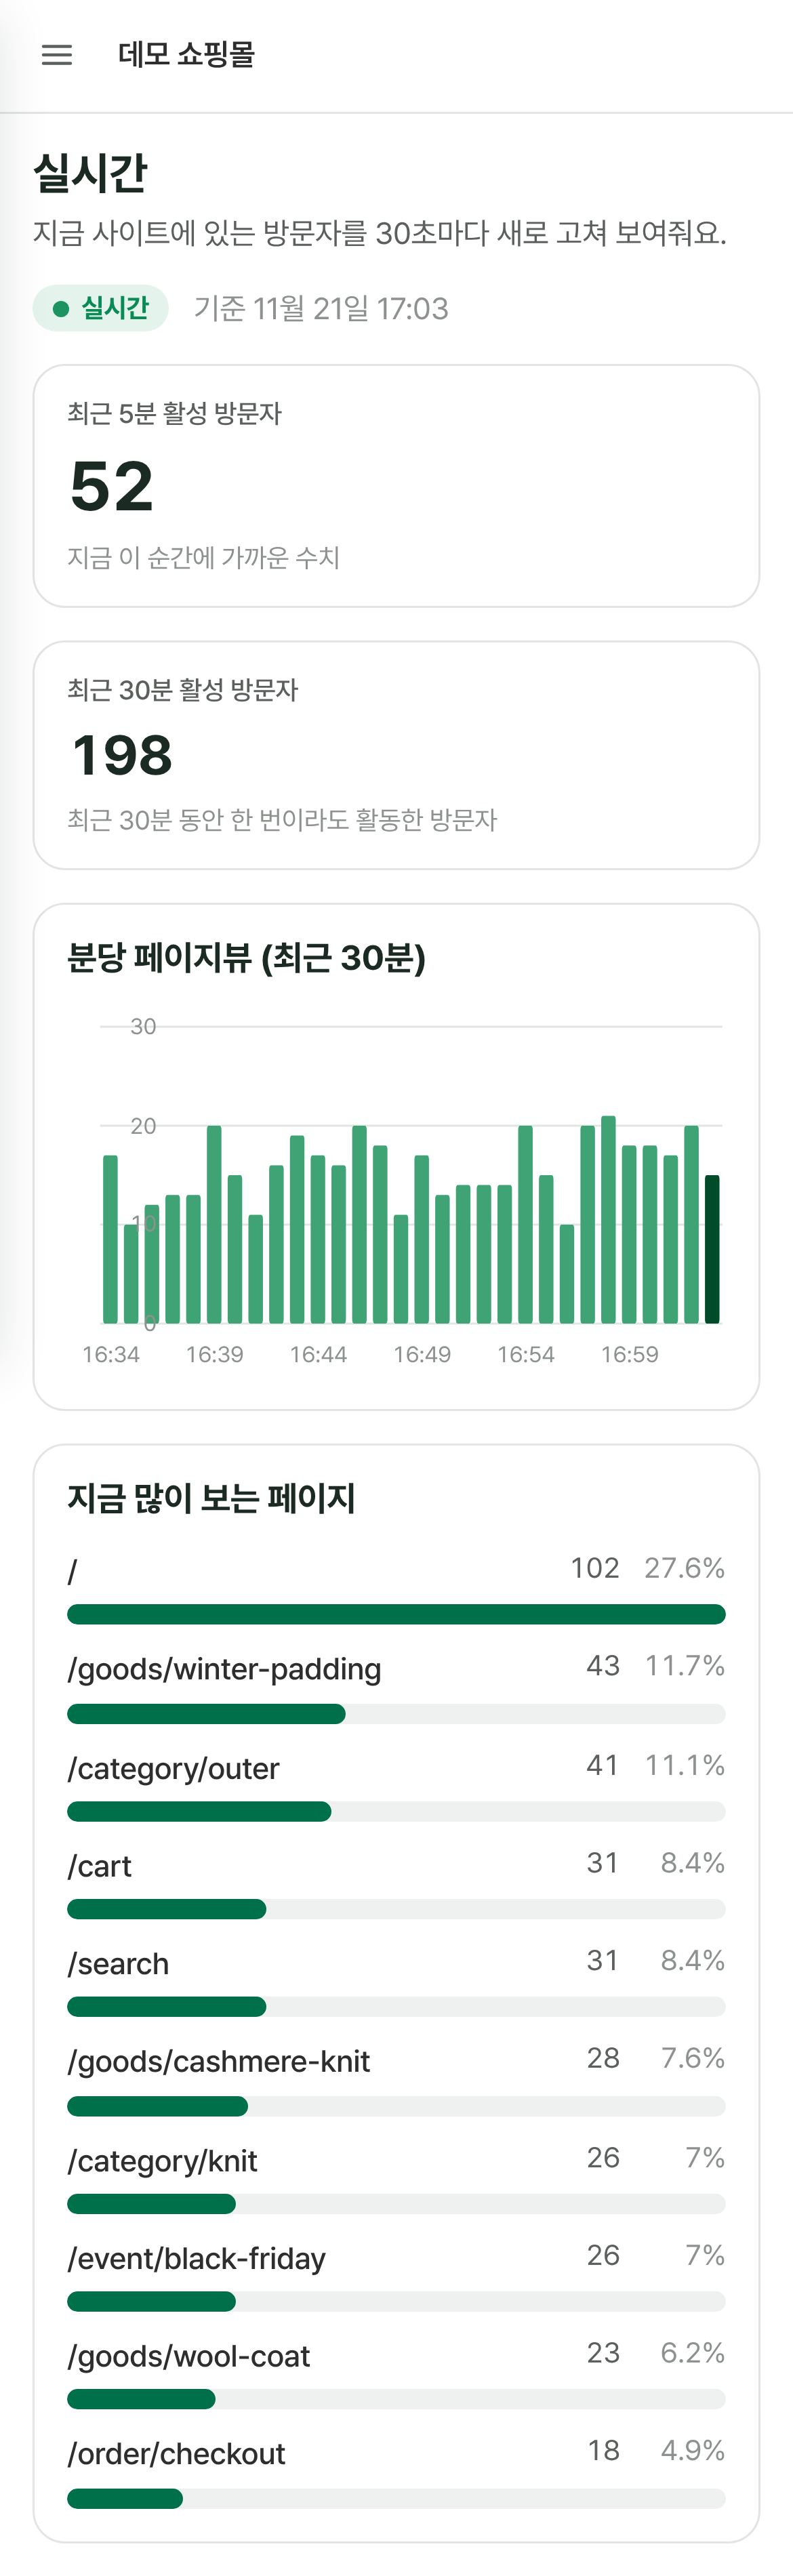 데모 쇼핑몰
실시간
지금 사이트에 있는 방문자를 30초마다 새로 고쳐 보여줘요.
실시간 기준 11월 21일 17:03
최근 5분 활성 방문자
52
지금 이 순간에 가까운 수치
최근 30분 활성 방문자
198
최근 30분 동안 한 번이라도 활동한 방문자
분당 페이지뷰 (최근 30분)
30
20
10
0
16:34 16:39 16:44 16:49 16:54 16:59
지금 많이 보는 페이지
/ 102 27.6%
/goods/winter-padding 43 11.7%
/category/outer 41 11.1%
/cart 31 8.4%
/search 31 8.4%
/goods/cashmere-knit 28 7.6%
/category/knit 26 7%
/event/black-friday 26 7%
/goods/wool-coat 23 6.2%
/order/checkout 18 4.9%